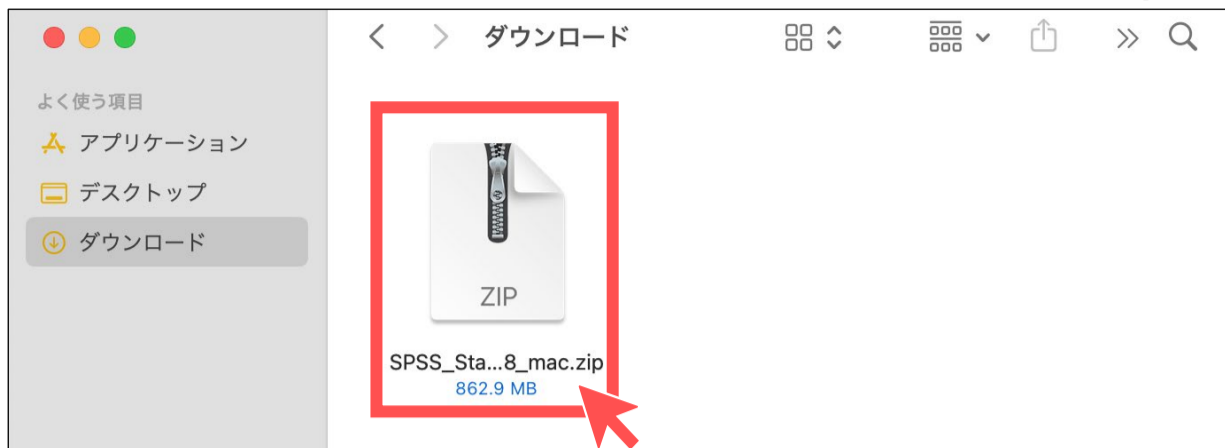 ダウンロード
よく使う項目
アプリケーション
デスクトップ
ダウンロード
ZIP
SPSS_Sta...8_mac.zip
862.9 MB